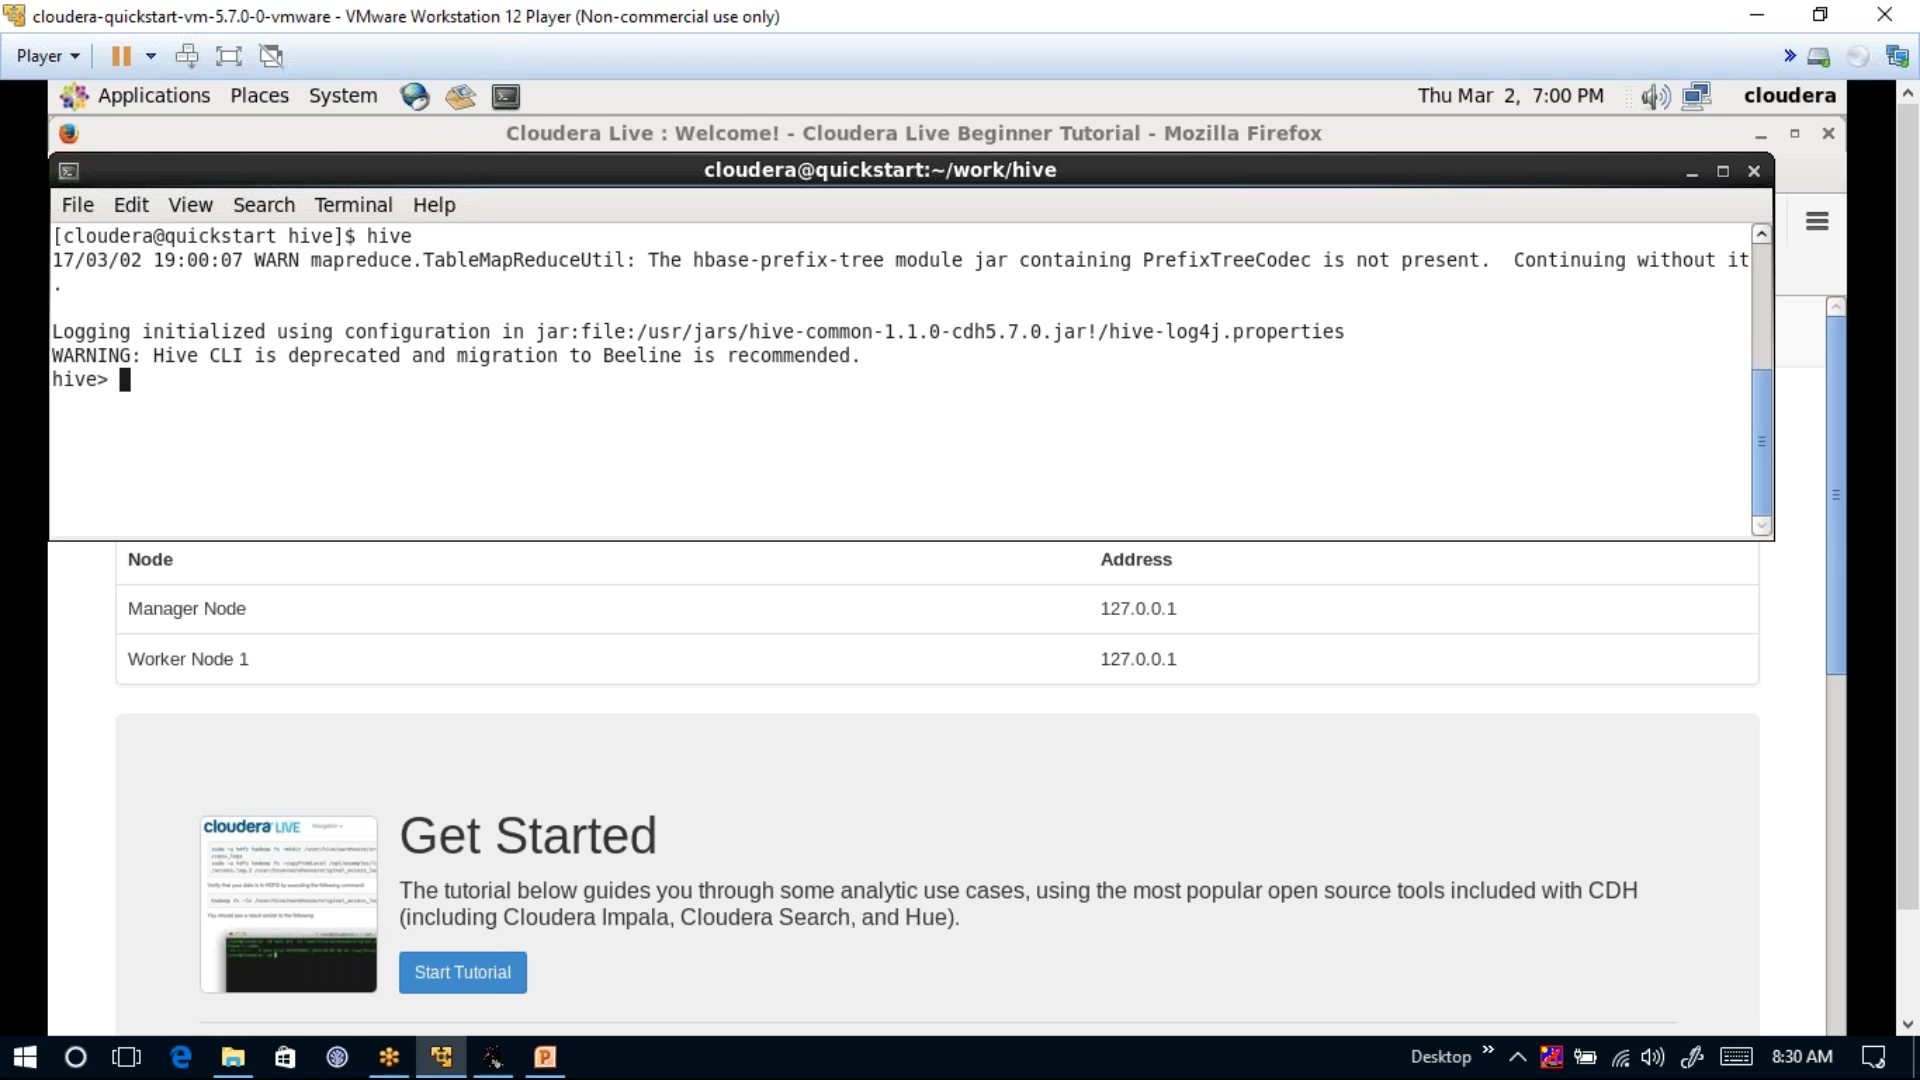 cloudera-quickstart-vm-5.7.0-0-vmware - VMware Workstation 12 Player (Non-commercial use only)
Player
Applications Places System
Thu Mar 2, 7:00 PM
cloudera
Cloudera Live : Welcome! - Cloudera Live Beginner Tutorial - Mozilla Firefox
cloudera@quickstart:~/work/hive
File Edit View Search Terminal Help
[cloudera@quickstart hive]$ hive
17/03/02 19:00:07 WARN mapreduce.TableMapReduceUtil: The hbase-prefix-tree module jar containing PrefixTreeCodec is not present.  Continuing without it
.
Logging initialized using configuration in jar:file:/usr/jars/hive-common-1.1.0-cdh5.7.0.jar!/hive-log4j.properties
WARNING: Hive CLI is deprecated and migration to Beeline is recommended.
hive>
Node Address
Manager Node 127.0.0.1
Worker Node 1 127.0.0.1
cloudera LIVE
Get Started
The tutorial below guides you through some analytic use cases, using the most popular open source tools included with CDH
(including Cloudera Impala, Cloudera Search, and Hue).
Start Tutorial
Desktop
8:30 AM